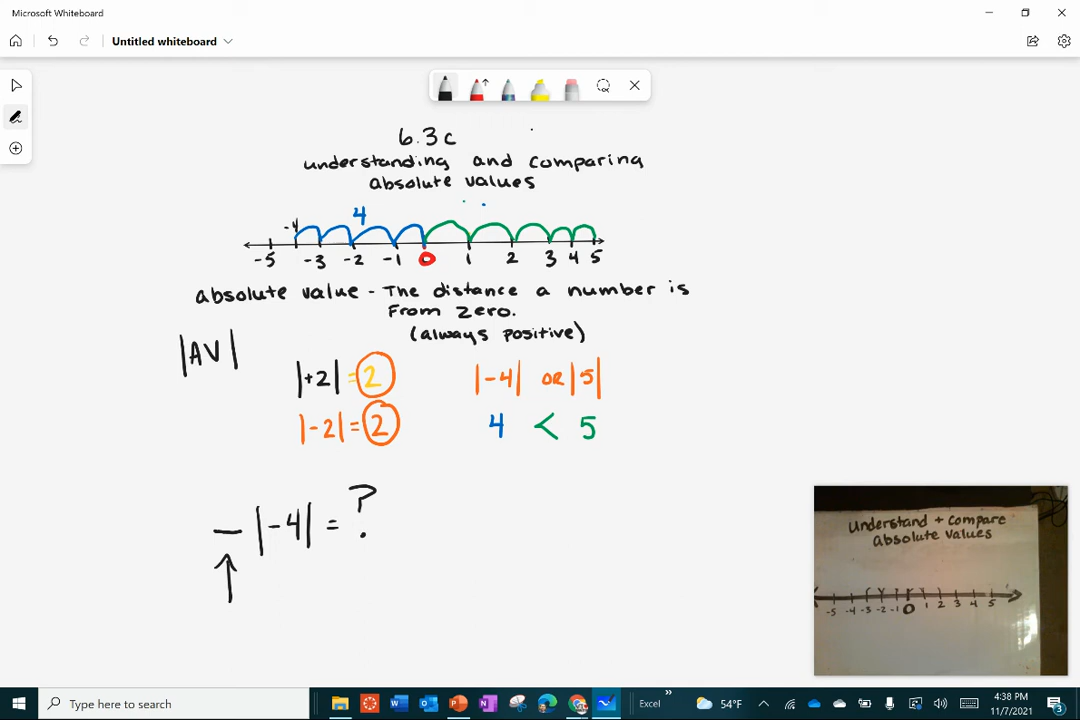 Microsoft Whiteboard
Untitled whiteboard
6.3c
understanding and comparing
absolute values
4
-4
-5 -3 -2 -1 0 1 2 3 4 5
absolute value - The distance a number is
From zero.
(always positive)
|AV|
|+2| = 2 |-4| OR |5|
|-2| = 2 4 < 5
- |-4| = ?
Understand + Compare
Absolute Values
-5 -4 -3 -2 -1 0 1 2 3 4 5
Type here to search
Excel
54°F
4:38 PM
11/7/2021
3